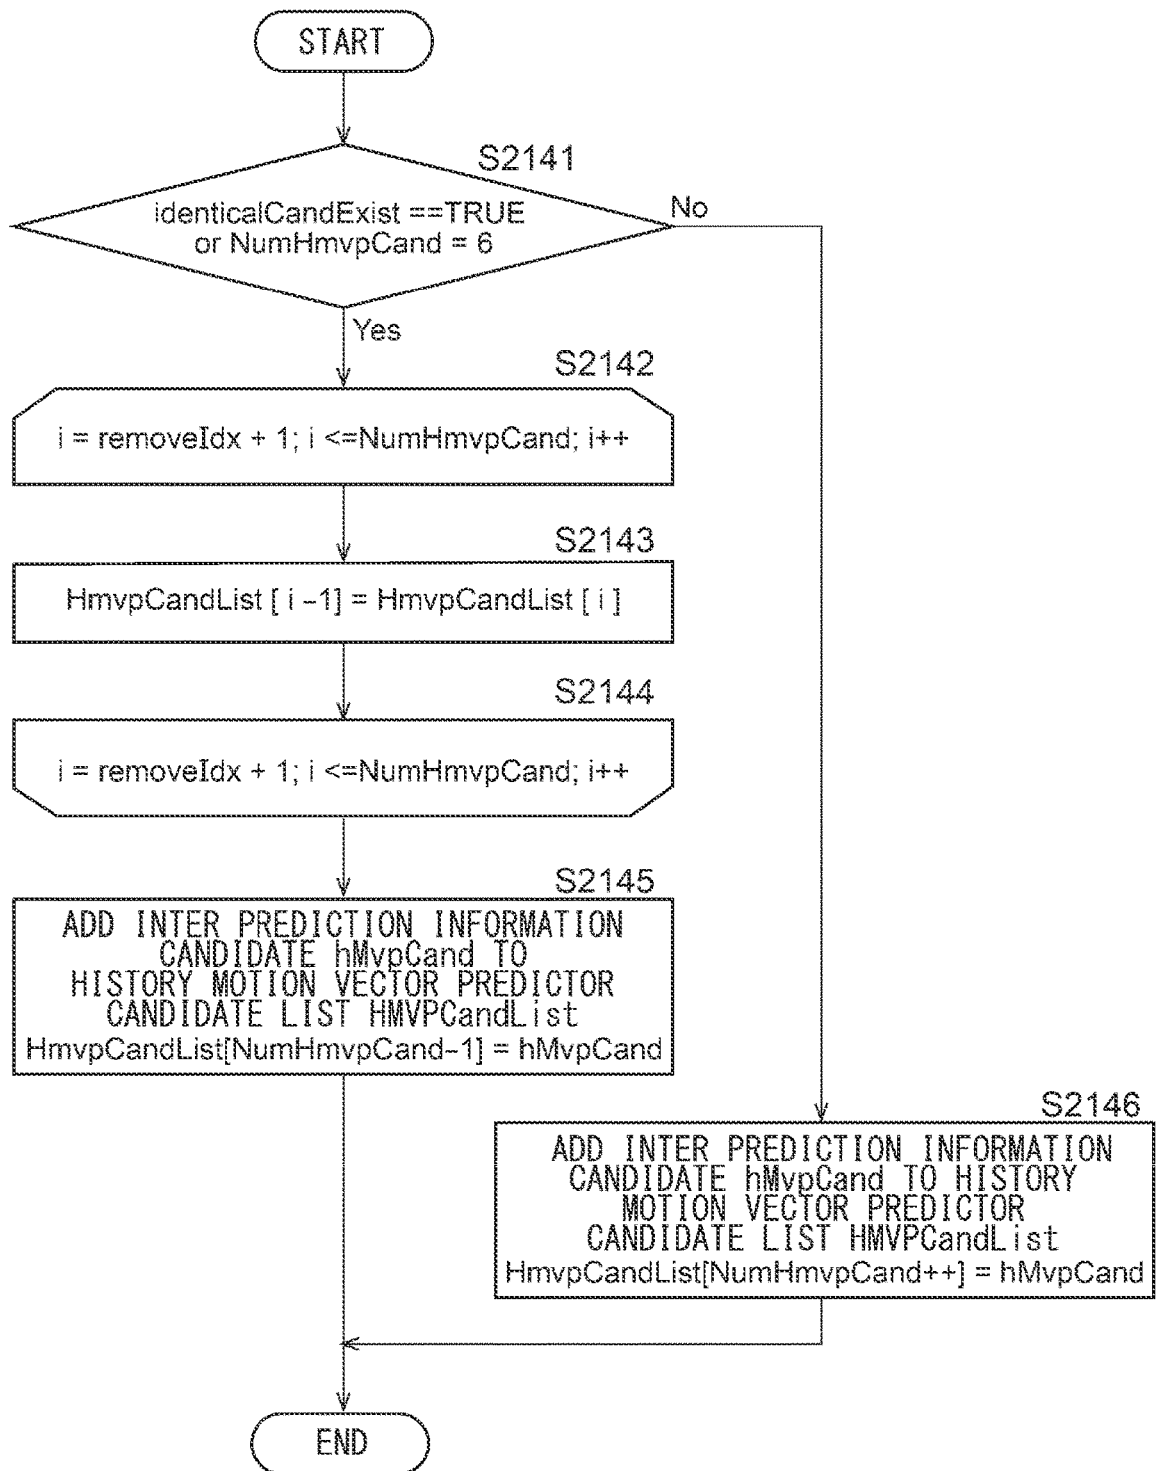 START
S2141
identicalCandExist ==TRUE
or NumHmvpCand = 6
No
Yes
S2142
i = removeIdx + 1; i <=NumHmvpCand; i++
S2143
HmvpCandList [ i -1] = HmvpCandList [ i ]
S2144
i = removeIdx + 1; i <=NumHmvpCand; i++
S2145
ADD INTER PREDICTION INFORMATION
CANDIDATE hMvpCand TO
HISTORY MOTION VECTOR PREDICTOR
CANDIDATE LIST HMVPCandList
HmvpCandList[NumHmvpCand-1] = hMvpCand
S2146
ADD INTER PREDICTION INFORMATION
CANDIDATE hMvpCand TO HISTORY
MOTION VECTOR PREDICTOR
CANDIDATE LIST HMVPCandList
HmvpCandList[NumHmvpCand++] = hMvpCand
END